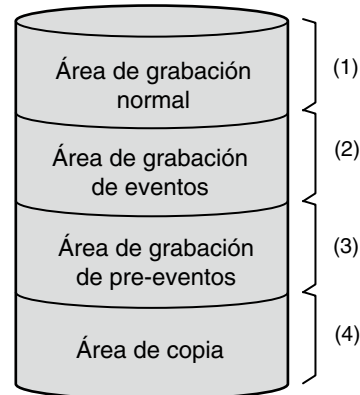 Área de grabación
normal
(1)
Área de grabación
de eventos
(2)
Área de grabación
de pre-eventos
(3)
Área de copia
(4)